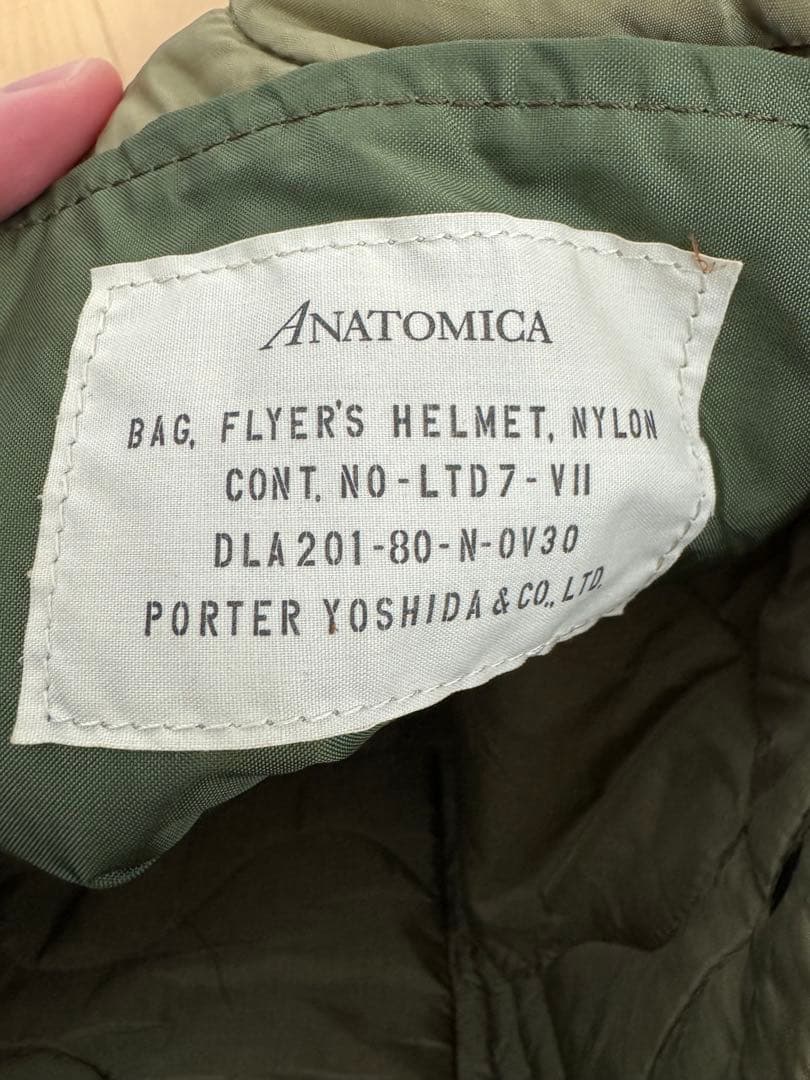 ANATOMICA
BAG, FLYER'S HELMET, NYLON
CONT. NO-LTD7-VII
DLA201-80-N-0V30
PORTER YOSHIDA & CO., LTD.